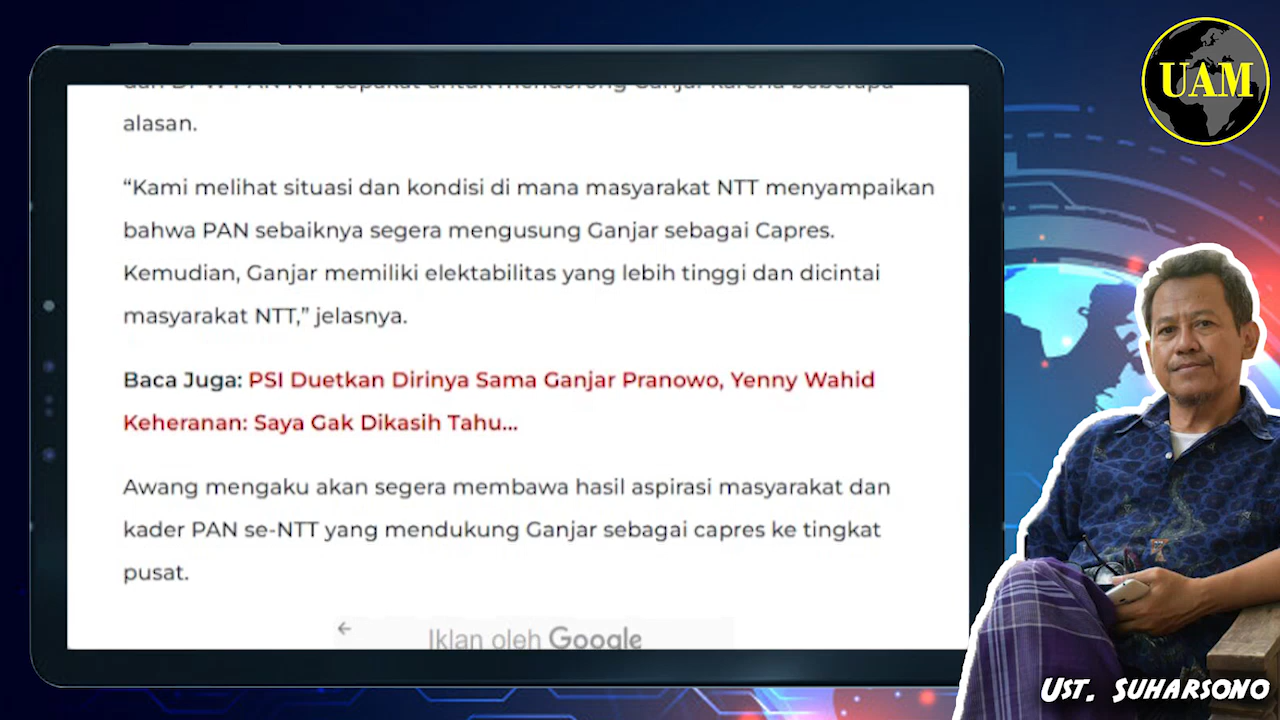 alasan.
“Kami melihat situasi dan kondisi di mana masyarakat NTT menyampaikan
bahwa PAN sebaiknya segera mengusung Ganjar sebagai Capres.
Kemudian, Ganjar memiliki elektabilitas yang lebih tinggi dan dicintai
masyarakat NTT,” jelasnya.
Baca Juga: PSI Duetkan Dirinya Sama Ganjar Pranowo, Yenny Wahid
Keheranan: Saya Gak Dikasih Tahu...
Awang mengaku akan segera membawa hasil aspirasi masyarakat dan
kader PAN se-NTT yang mendukung Ganjar sebagai capres ke tingkat
pusat.
Iklan oleh Google
UAM
UST. SUHARSONO